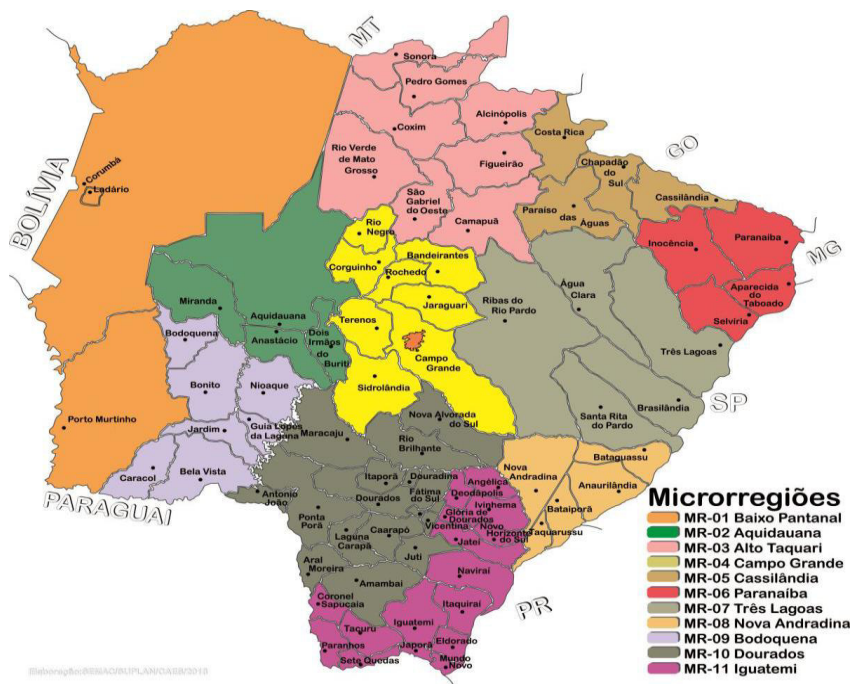 MT
Sonora
Pedro Gomes
Alcinópolis
Coxim
Costa Rica
GO
Rio Verde
de Mato
Grosso
Figueirão
Chapadão
do
Sul
BOLÍVIA
Corumbá
Ladário
São
Gabriel
do Oeste
Camapuã
Paraíso
das
Águas
Cassilândia
Rio
Negro
Inocência
Paranaíba
MG
Corguinho
Bandeirantes
Rochedo
Água
Clara
Aparecida
do
Taboado
Miranda
Jaraguari
Ribas do
Rio Pardo
Selvíria
Aquidauana
Terenos
Anastácio
Dois
Irmãos
do
Buriti
Bodoquena
Campo
Grande
Três Lagoas
Bonito
Nioaque
Sidrolândia
Brasilândia
SP
Porto Murtinho
Jardim
Guia Lopes
da Laguna
Nova Alvorada
do Sul
Santa Rita
do Pardo
Maracaju
Rio
Brilhante
Caracol
Bela Vista
Nova
Andradina
Bataguassu
PARAGUAI
Antonio
João
Itaporã
Douradina
Angélica
Anaurilândia
Dourados
Fátima
do Sul
Deodápolis
Ivinhema
Bataiporã
Ponta
Porã
Glória de
Dourados
Vicentina
Novo
Horizonte
do Sul
Taquarussu
Laguna
Carapã
Caarapó
Jateí
Juti
Aral
Moreira
Amambai
Naviraí
PR
Coronel
Sapucaia
Itaquiraí
Tacuru
Iguatemi
Paranhos
Japorã
Eldorado
Sete Quedas
Mundo
Novo
Microrregiões
MR-01 Baixo Pantanal
MR-02 Aquidauana
MR-03 Alto Taquari
MR-04 Campo Grande
MR-05 Cassilândia
MR-06 Paranaíba
MR-07 Três Lagoas
MR-08 Nova Andradina
MR-09 Bodoquena
MR-10 Dourados
MR-11 Iguatemi